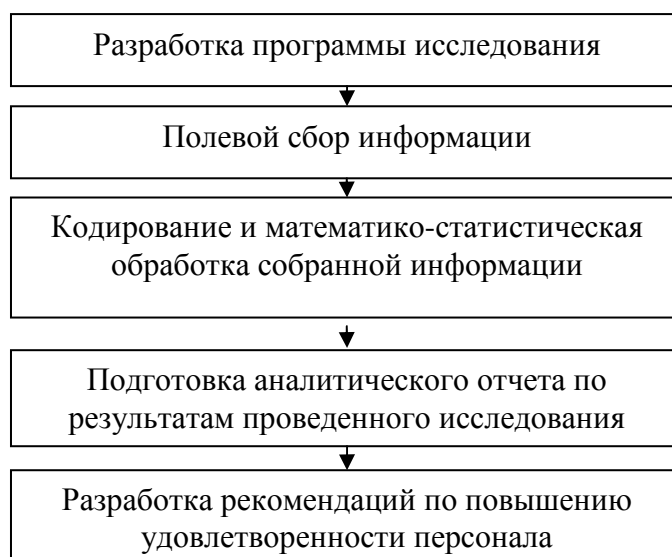 Разработка программы исследования
Полевой сбор информации
Кодирование и математико-статистическая
обработка собранной информации
Подготовка аналитического отчета по
результатам проведенного исследования
Разработка рекомендаций по повышению
удовлетворенности персонала